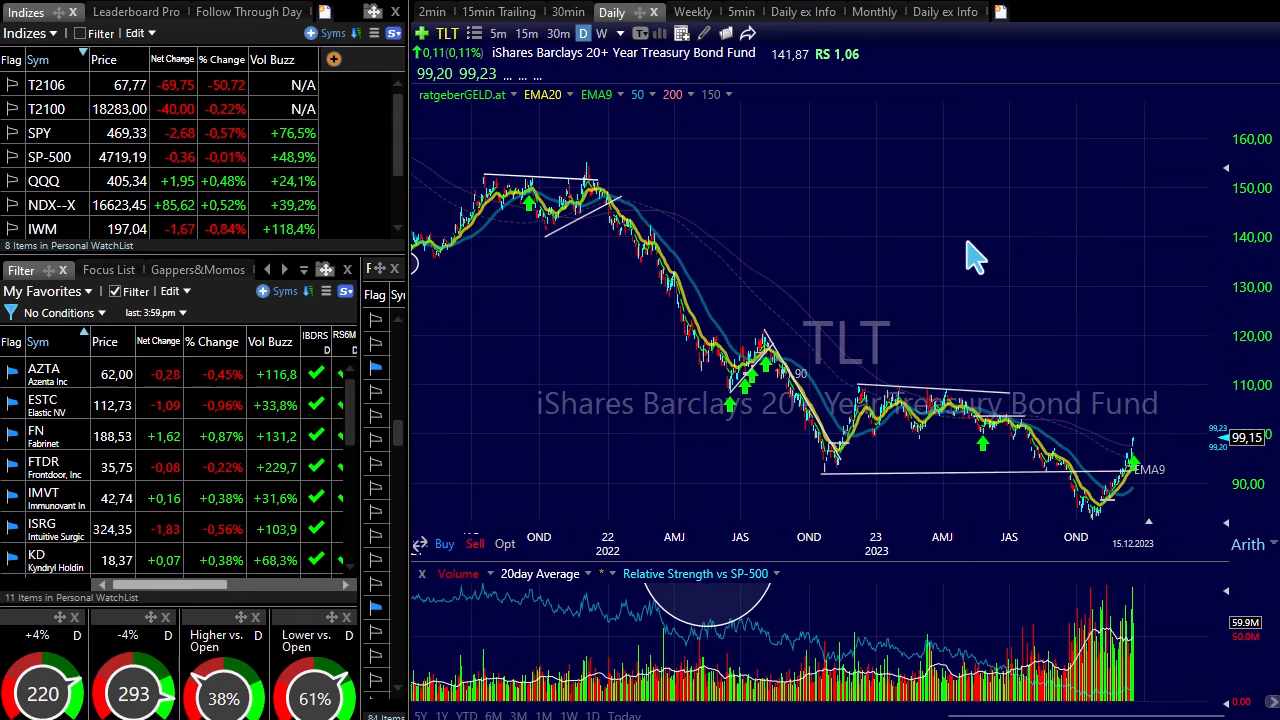 Indizes
Leaderboard Pro
Follow Through Day
Indizes
Filter
Edit
Syms
Flag Sym Price Net Change % Change Vol Buzz
T2106 67,77 -69,75 -50,72 N/A
T2100 18283,00 -40,00 -0,22% N/A
SPY 469,33 -2,68 -0,57% +76,5%
SP-500 4719,19 -0,36 -0,01% +48,9%
QQQ 405,34 +1,95 +0,48% +24,1%
NDX--X 16623,45 +85,62 +0,52% +39,2%
IWM 197,04 -1,67 -0,84% +118,4%
8 Items in Personal WatchList
Filter
Focus List
Gappers&Momos
My Favorites
Filter
Edit
Syms
No Conditions
last: 3:59.pm
Flag Sym Price Net Change % Change Vol Buzz IBDRS D RS6M D
AZTA 62,00 -0,28 -0,45% +116,8
Azenta Inc
ESTC 112,73 -1,09 -0,96% +33,8%
Elastic NV
FN 188,53 +1,62 +0,87% +131,2
Fabrinet
FTDR 35,75 -0,08 -0,22% +229,7
Frontdoor, Inc
IMVT 42,74 +0,16 +0,38% +31,6%
Immunovant In
ISRG 324,35 -1,83 -0,56% +103,9
Intuitive Surgic
KD 18,37 +0,07 +0,38% +68,3%
Kyndryl Holdin
11 Items in Personal WatchList
F
Flag Sy
+4% D
220
-4% D
293
Higher vs. Open D
38%
Lower vs. Open D
61%
84 Items
2min
15min Trailing
30min
Daily
Weekly
5min
Daily ex Info
Monthly
Daily ex Info
TLT
5m 15m 30m D W
0,11(0,11%) iShares Barclays 20+ Year Treasury Bond Fund 141,87 RS 1,06
99,20 99,23 ... ... ...
ratgeberGELD.at EMA20 EMA9 50 200 150
160,00
150,00
140,00
130,00
120,00
110,00
90,00
99,23
99,20
99,15
TLT
iShares Barclays 20+ Year Treasury Bond Fund
90
EMA9
OND 22 AMJ JAS OND 23 AMJ JAS OND
2022 2023 15.12.2023
Buy Sell Opt
Arith
X Volume 20day Average * Relative Strength vs SP-500
59.9M
50.0M
0.00
5Y 1Y YTD 6M 3M 1M 1W 1D Today